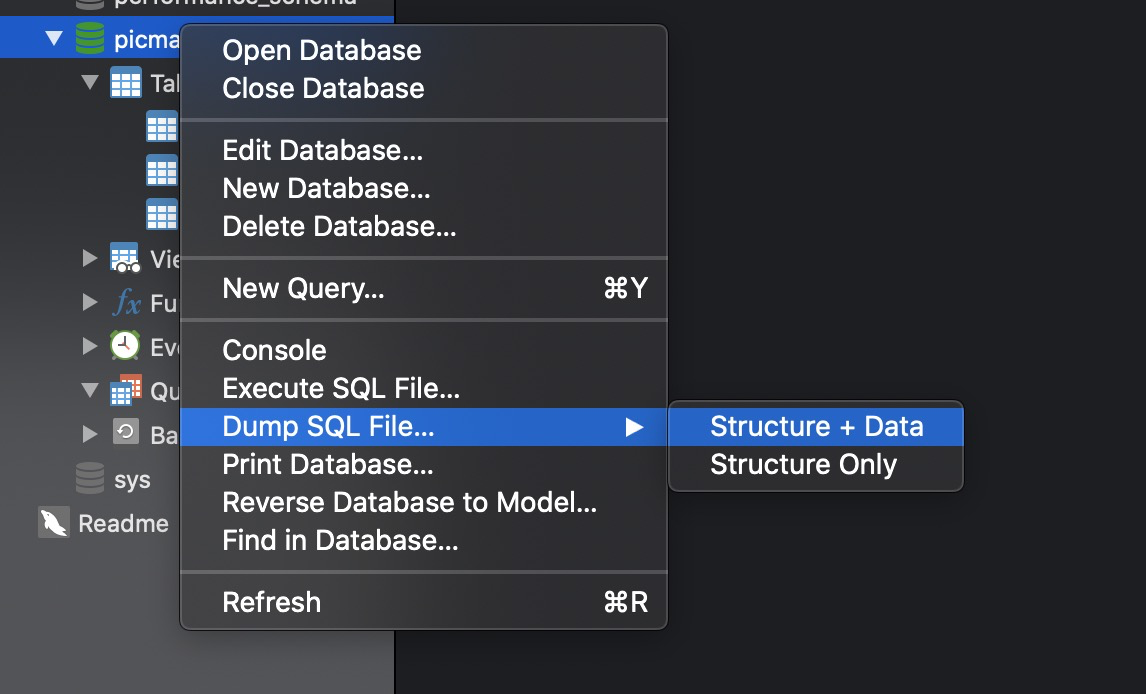 performance_schema
picma
Open Database
Close Database
Tal
Edit Database...
New Database...
Delete Database...
Vie
New Query... ⌘Y
fx Fu
Console
Eve
Execute SQL File...
Qu
Dump SQL File... ▶ Structure + Data
Ba
Print Database... Structure Only
sys
Reverse Database to Model...
Readme
Find in Database...
Refresh ⌘R